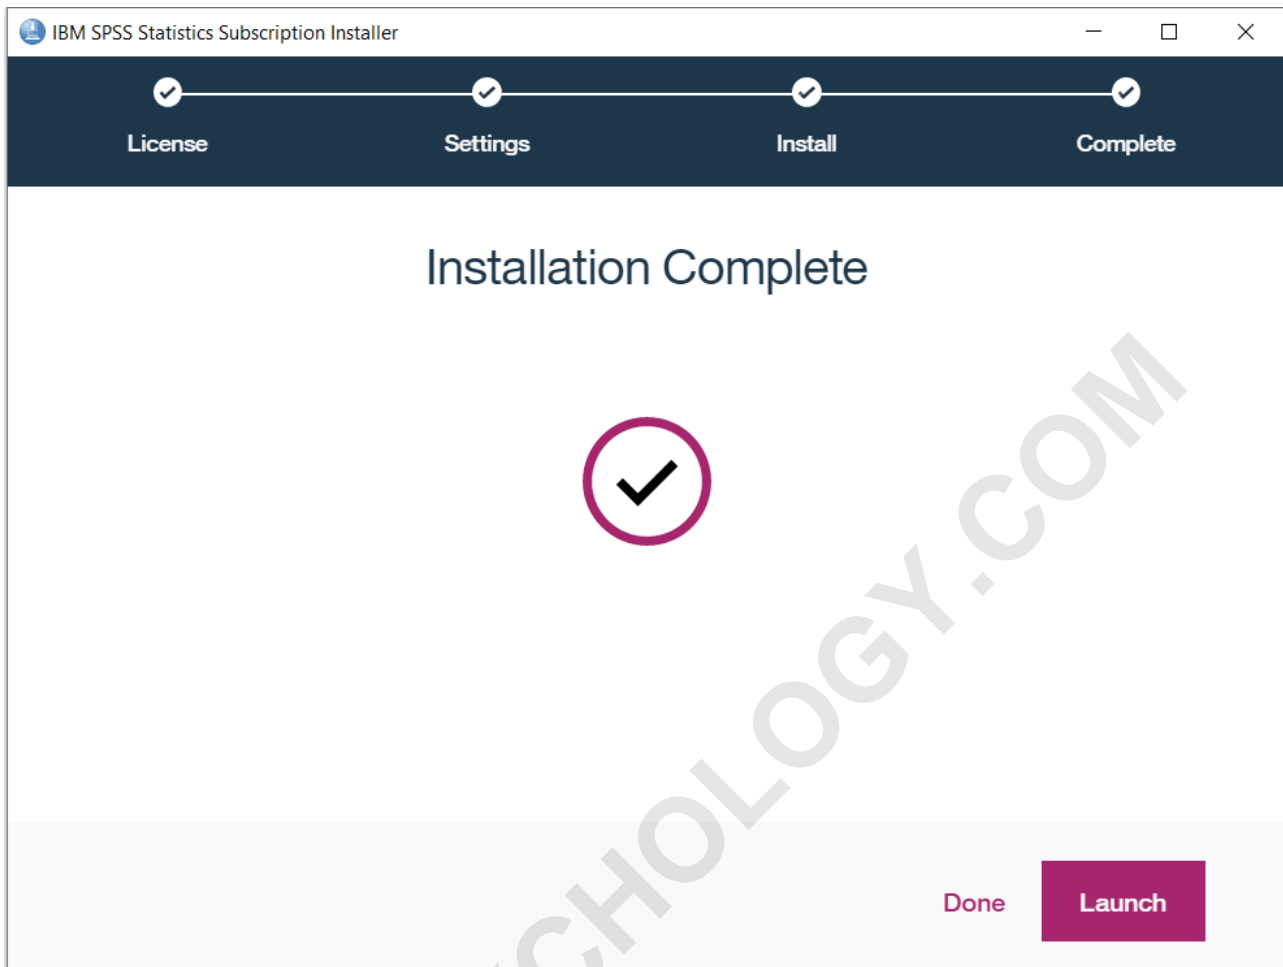 IBM SPSS Statistics Subscription Installer
License Settings Install Complete
Installation Complete
CHOLOGY.COM
Done Launch